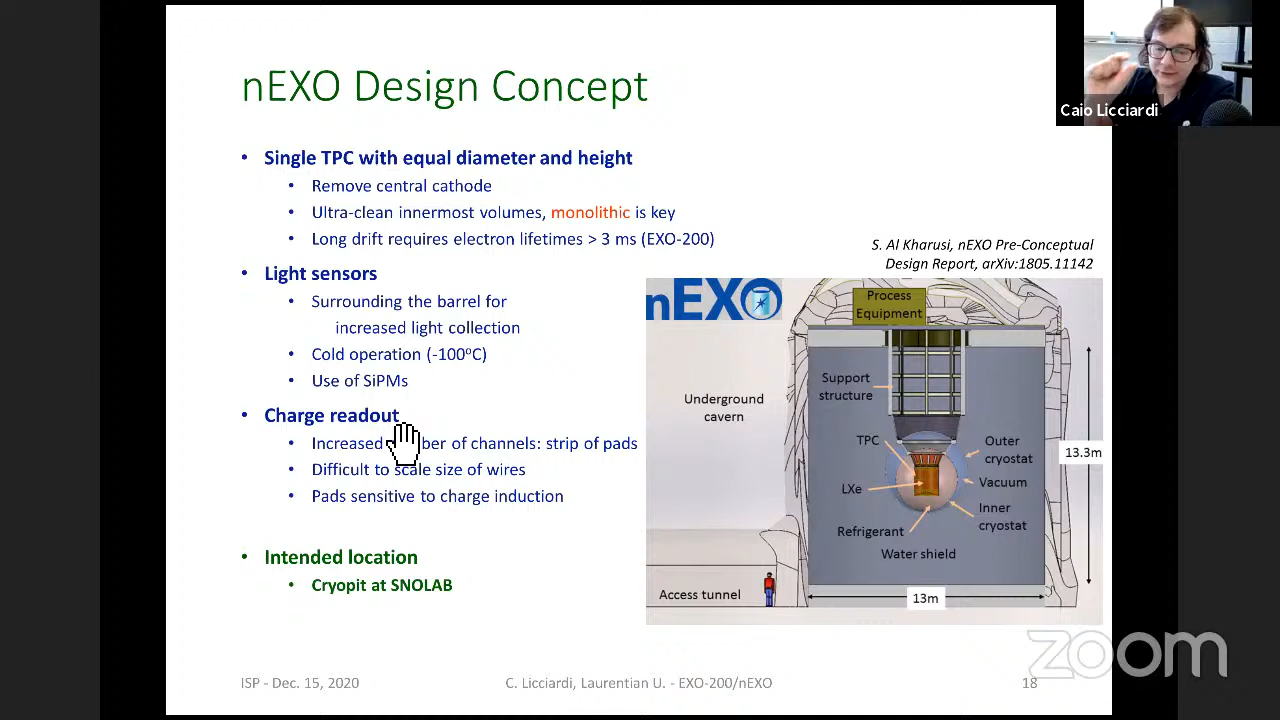 nEXO Design Concept
Caio Licciardi
• Single TPC with equal diameter and height
• Remove central cathode
• Ultra-clean innermost volumes, monolithic is key
• Long drift requires electron lifetimes > 3 ms (EXO-200)
• Light sensors
• Surrounding the barrel for
increased light collection
• Cold operation (-100°C)
• Use of SiPMs
• Charge readout
• Increased ber of channels: strip of pads
• Difficult to scale size of wires
• Pads sensitive to charge induction
• Intended location
• Cryopit at SNOLAB
S. Al Kharusi, nEXO Pre-Conceptual
Design Report, arXiv:1805.11142
nEXO
Process
Equipment
Support
structure
Underground
cavern
TPC
Outer
cryostat
13.3m
Vacuum
LXe
Inner
cryostat
Refrigerant
Water shield
Access tunnel
13m
zoom
ISP - Dec. 15, 2020
C. Licciardi, Laurentian U. - EXO-200/nEXO
18